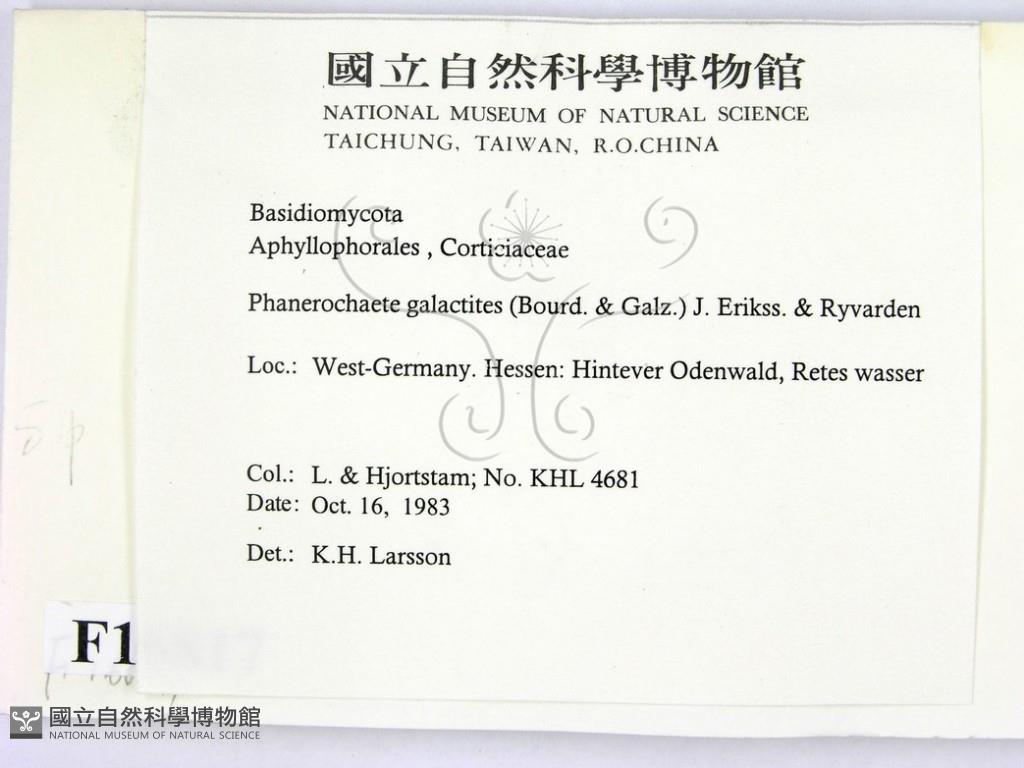 國立自然科學博物館
NATIONAL MUSEUM OF NATURAL SCIENCE
TAICHUNG, TAIWAN, R.O.CHINA
Basidiomycota
Aphyllophorales , Corticiaceae
Phanerochaete galactites (Bourd. & Galz.) J. Erikss. & Ryvarden
Loc.: West-Germany. Hessen: Hintever Odenwald, Retes wasser
Col.: L. & Hjortstam; No. KHL 4681
Date: Oct. 16, 1983
Det.: K.H. Larsson
F1
國立自然科學博物館
NATIONAL MUSEUM OF NATURAL SCIENCE